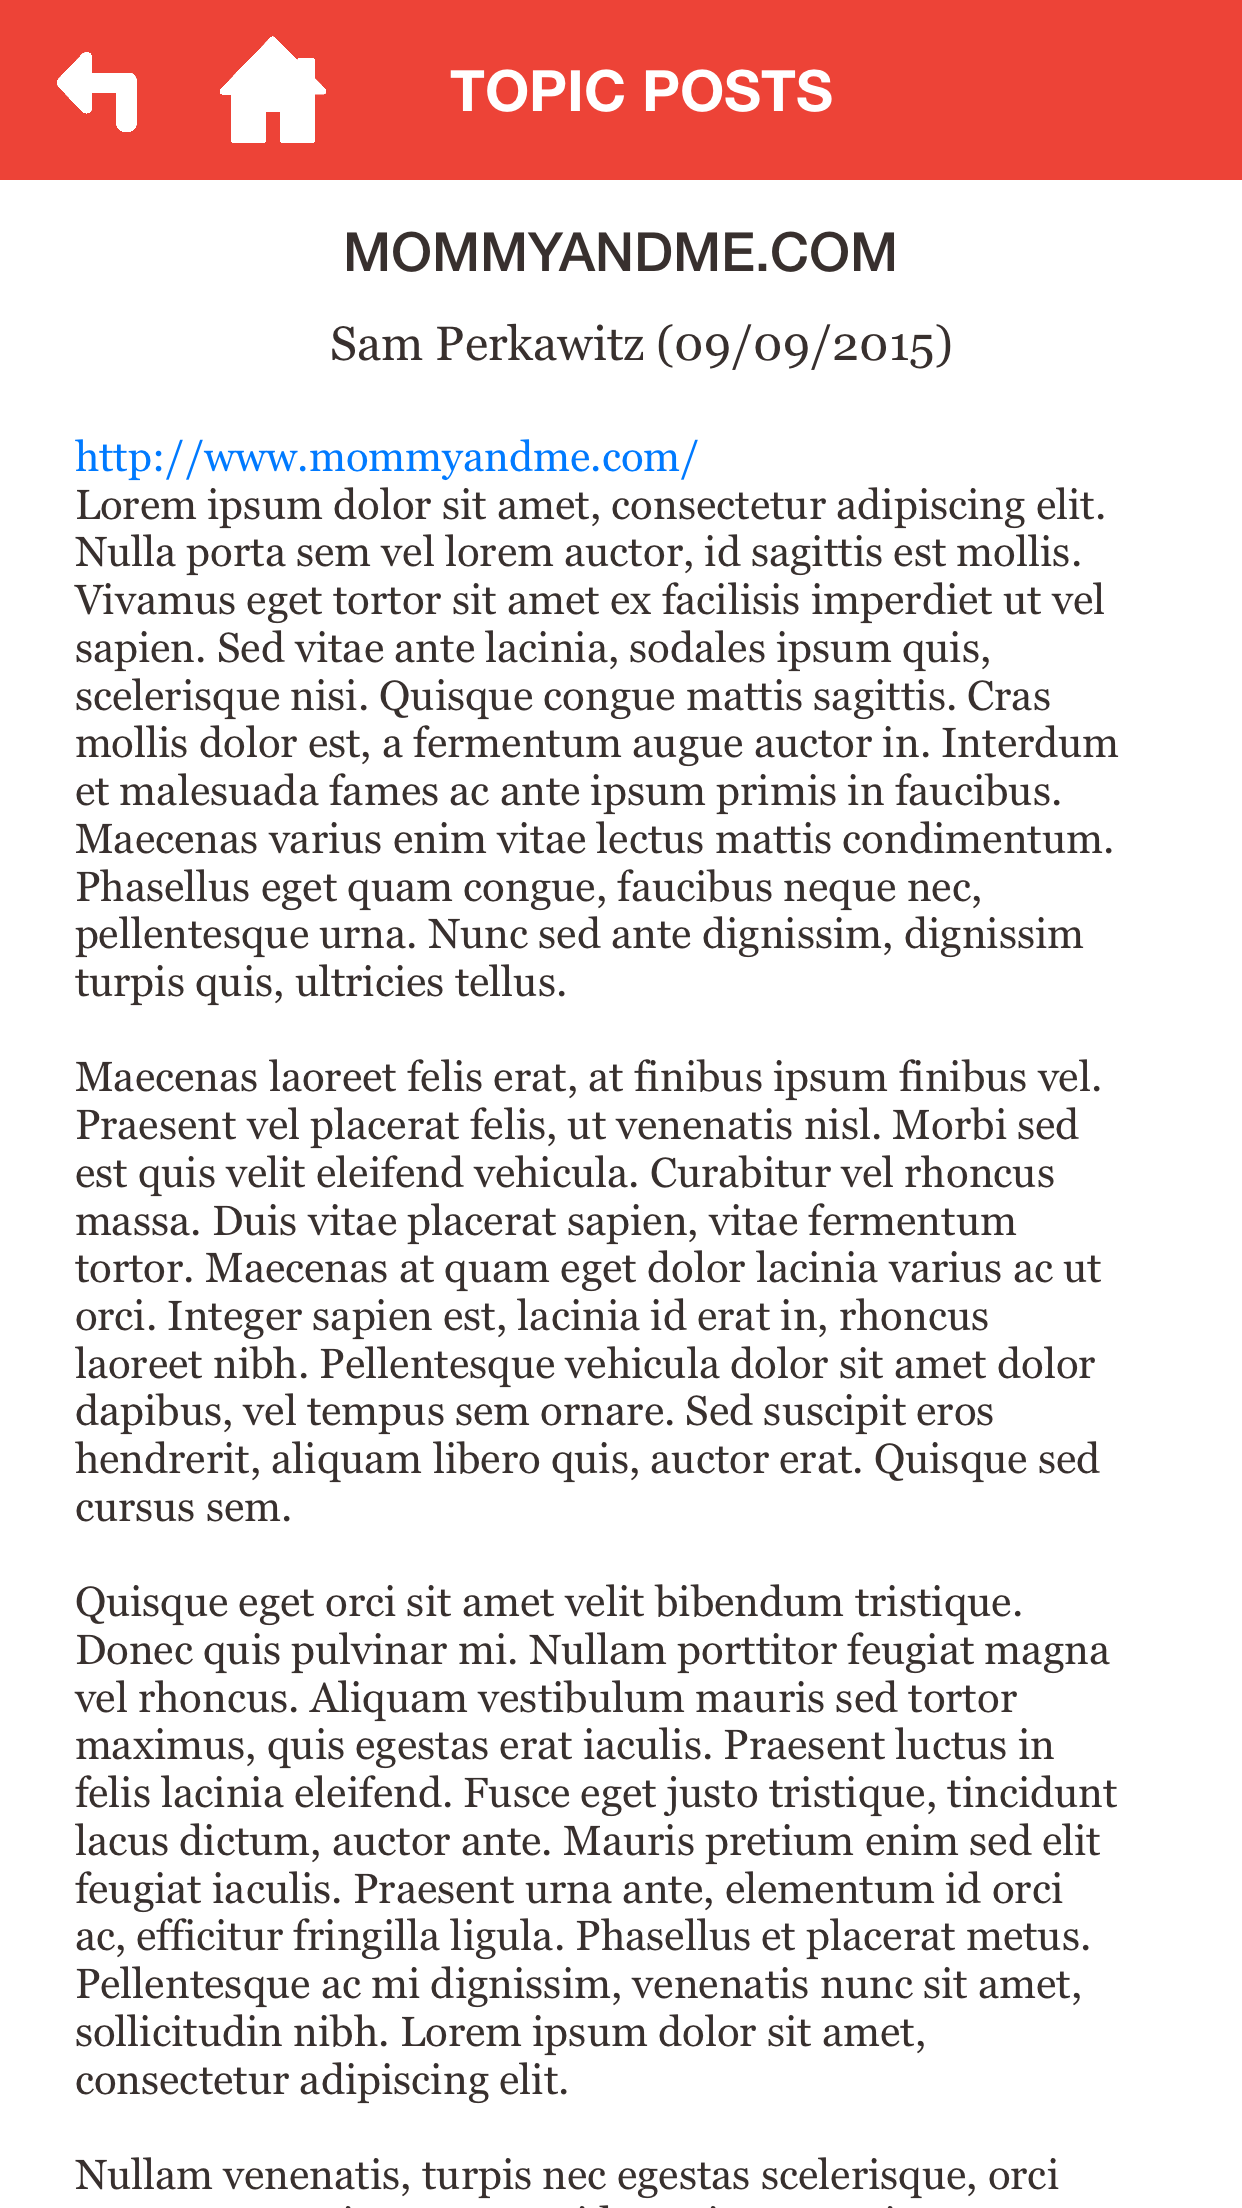 TOPIC POSTS
MOMMYANDME.COM
Sam Perkawitz (09/09/2015)
http://www.mommyandme.com/
Lorem ipsum dolor sit amet, consectetur adipiscing elit.
Nulla porta sem vel lorem auctor, id sagittis est mollis.
Vivamus eget tortor sit amet ex facilisis imperdiet ut vel
sapien. Sed vitae ante lacinia, sodales ipsum quis,
scelerisque nisi. Quisque congue mattis sagittis. Cras
mollis dolor est, a fermentum augue auctor in. Interdum
et malesuada fames ac ante ipsum primis in faucibus.
Maecenas varius enim vitae lectus mattis condimentum.
Phasellus eget quam congue, faucibus neque nec,
pellentesque urna. Nunc sed ante dignissim, dignissim
turpis quis, ultricies tellus.
Maecenas laoreet felis erat, at finibus ipsum finibus vel.
Praesent vel placerat felis, ut venenatis nisl. Morbi sed
est quis velit eleifend vehicula. Curabitur vel rhoncus
massa. Duis vitae placerat sapien, vitae fermentum
tortor. Maecenas at quam eget dolor lacinia varius ac ut
orci. Integer sapien est, lacinia id erat in, rhoncus
laoreet nibh. Pellentesque vehicula dolor sit amet dolor
dapibus, vel tempus sem ornare. Sed suscipit eros
hendrerit, aliquam libero quis, auctor erat. Quisque sed
cursus sem.
Quisque eget orci sit amet velit bibendum tristique.
Donec quis pulvinar mi. Nullam porttitor feugiat magna
vel rhoncus. Aliquam vestibulum mauris sed tortor
maximus, quis egestas erat iaculis. Praesent luctus in
felis lacinia eleifend. Fusce eget justo tristique, tincidunt
lacus dictum, auctor ante. Mauris pretium enim sed elit
feugiat iaculis. Praesent urna ante, elementum id orci
ac, efficitur fringilla ligula. Phasellus et placerat metus.
Pellentesque ac mi dignissim, venenatis nunc sit amet,
sollicitudin nibh. Lorem ipsum dolor sit amet,
consectetur adipiscing elit.
Nullam venenatis, turpis nec egestas scelerisque, orci